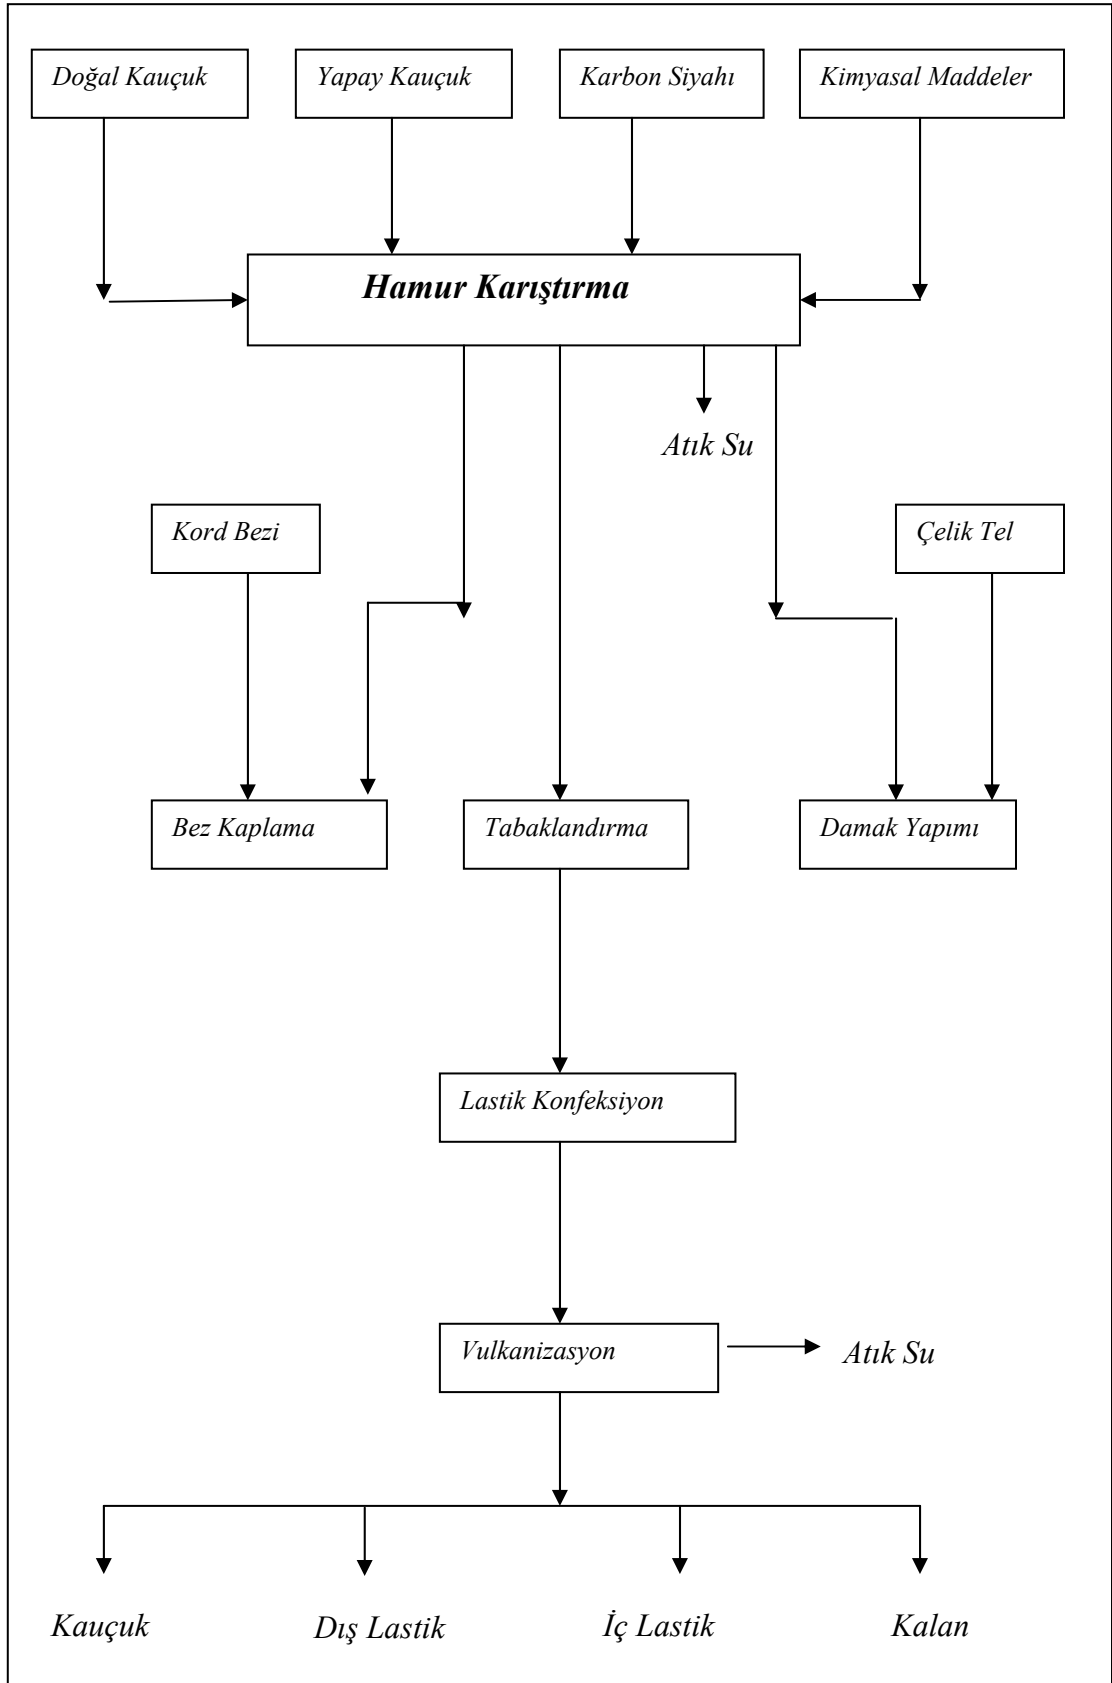 Doğal Kauçuk
Yapay Kauçuk
Karbon Siyahı
Kimyasal Maddeler
Hamur Karıştırma
Atık Su
Kord Bezi
Çelik Tel
Bez Kaplama
Tabaklandırma
Damak Yapımı
Lastik Konfeksiyon
Vulkanizasyon
Atık Su
Kauçuk
Dış Lastik
İç Lastik
Kalan